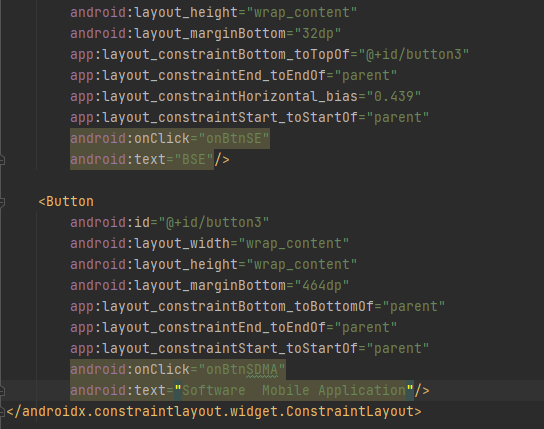 android:layout_height="wrap_content"
android:layout_marginBottom="32dp"
app:layout_constraintBottom_toTopOf="@+id/button3"
app:layout_constraintEnd_toEndOf="parent"
app:layout_constraintHorizontal_bias="0.439"
app:layout_constraintStart_toStartOf="parent"
android:onClick="onBtnSE"
android:text="BSE"/>
<Button
android:id="@+id/button3"
android:layout_width="wrap_content"
android:layout_height="wrap_content"
android:layout_marginBottom="464dp"
app:layout_constraintBottom_toBottomOf="parent"
app:layout_constraintEnd_toEndOf="parent"
app:layout_constraintStart_toStartOf="parent"
android:onClick="onBtnSDMA"
android:text="Software  Mobile Application"/>
</androidx.constraintlayout.widget.ConstraintLayout>